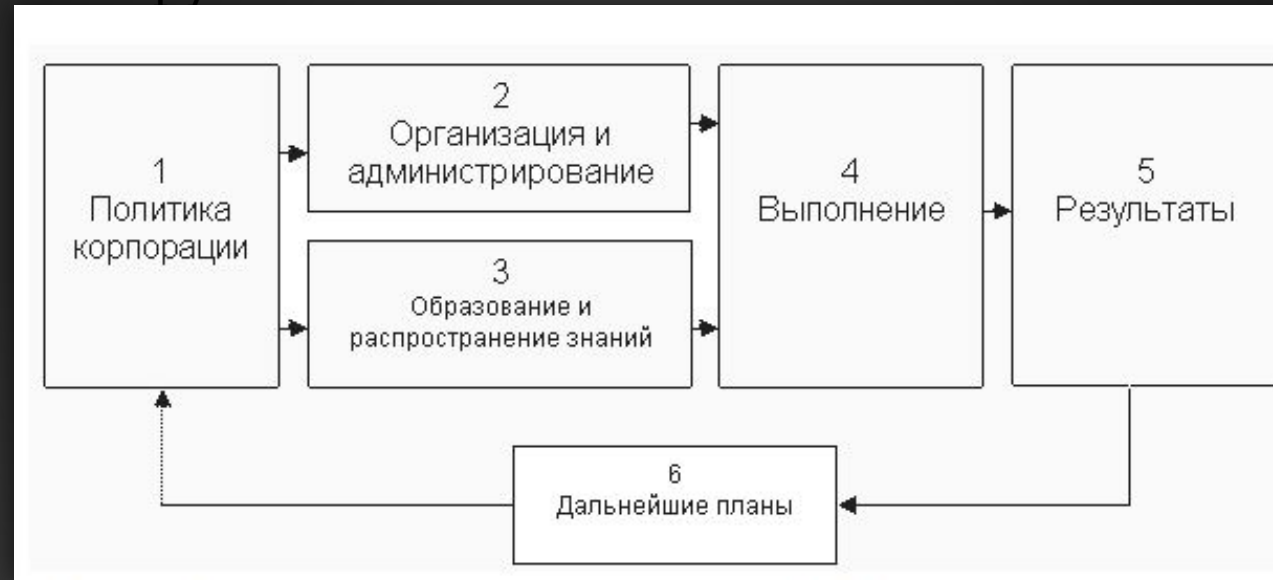 1
Политика
корпорации
2
Организация и
администрирование
3
Образование и
распространение знаний
4
Выполнение
5
Результаты
6
Дальнейшие планы